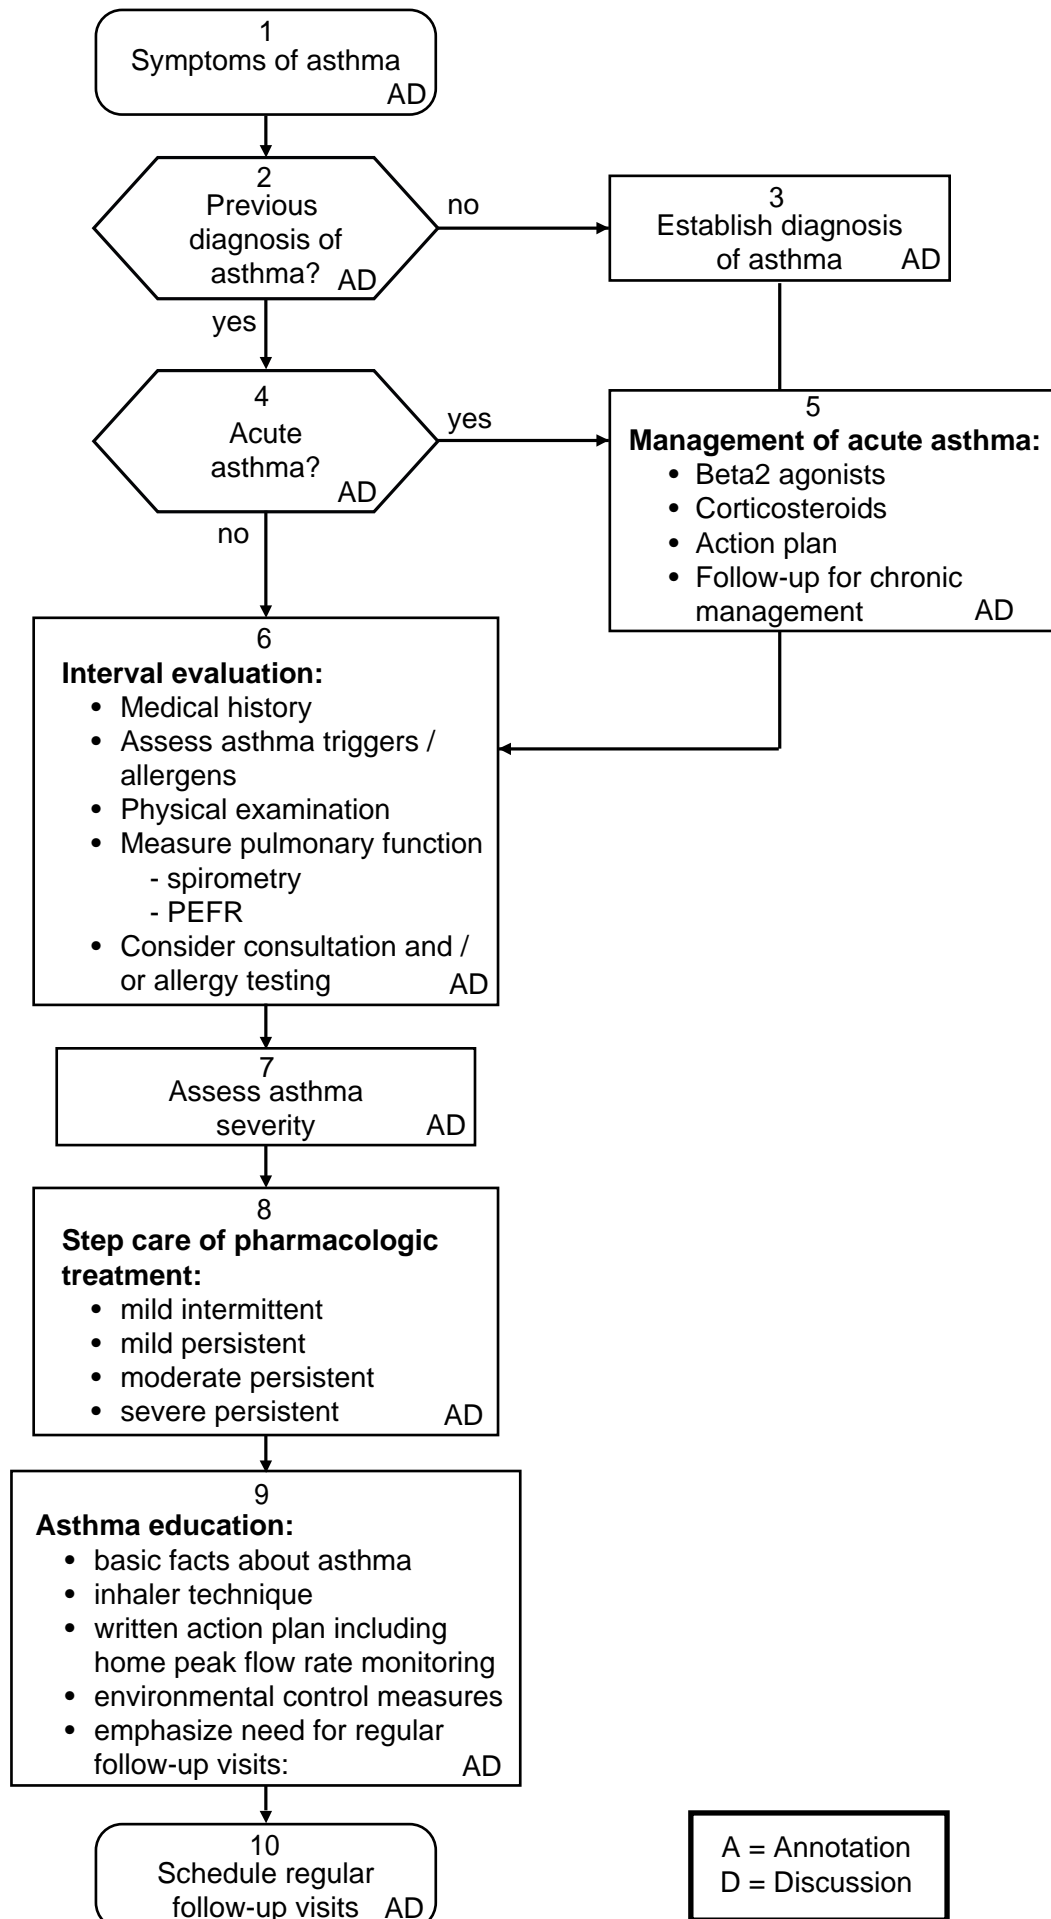 1
Symptoms of asthma
AD
2
Previous
diagnosis of
asthma? AD
no
3
Establish diagnosis
of asthma AD
yes
4
Acute
asthma?
AD
yes
5
Management of acute asthma:
• Beta2 agonists
• Corticosteroids
• Action plan
• Follow-up for chronic
management AD
no
6
Interval evaluation:
• Medical history
• Assess asthma triggers /
allergens
• Physical examination
• Measure pulmonary function
- spirometry
- PEFR
• Consider consultation and /
or allergy testing AD
7
Assess asthma
severity AD
8
Step care of pharmacologic
treatment:
• mild intermittent
• mild persistent
• moderate persistent
• severe persistent AD
9
Asthma education:
• basic facts about asthma
• inhaler technique
• written action plan including
home peak flow rate monitoring
• environmental control measures
• emphasize need for regular
follow-up visits: AD
10
Schedule regular
follow-up visits AD
A = Annotation
D = Discussion